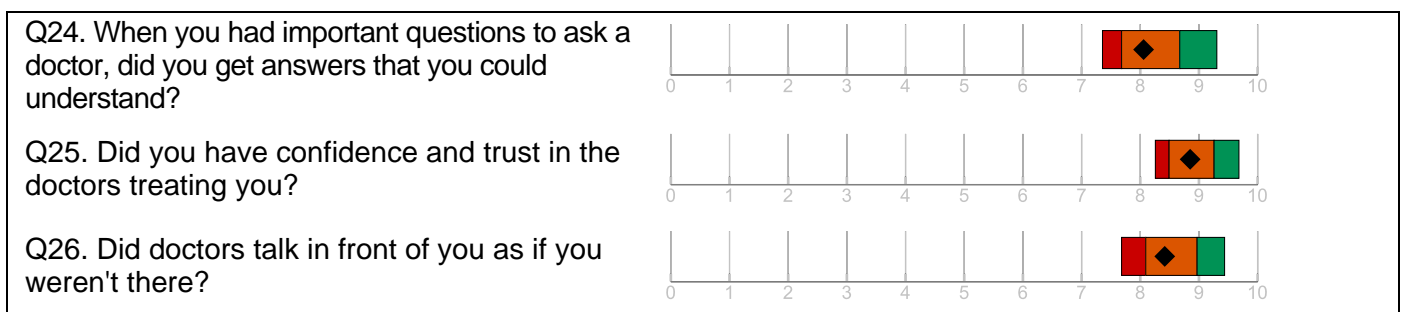 Q24. When you had important questions to ask a
doctor, did you get answers that you could
understand?
0 1 2 3 4 5 6 7 8 9 10
Q25. Did you have confidence and trust in the
doctors treating you?
0 1 2 3 4 5 6 7 8 9 10
Q26. Did doctors talk in front of you as if you
weren't there?
0 1 2 3 4 5 6 7 8 9 10